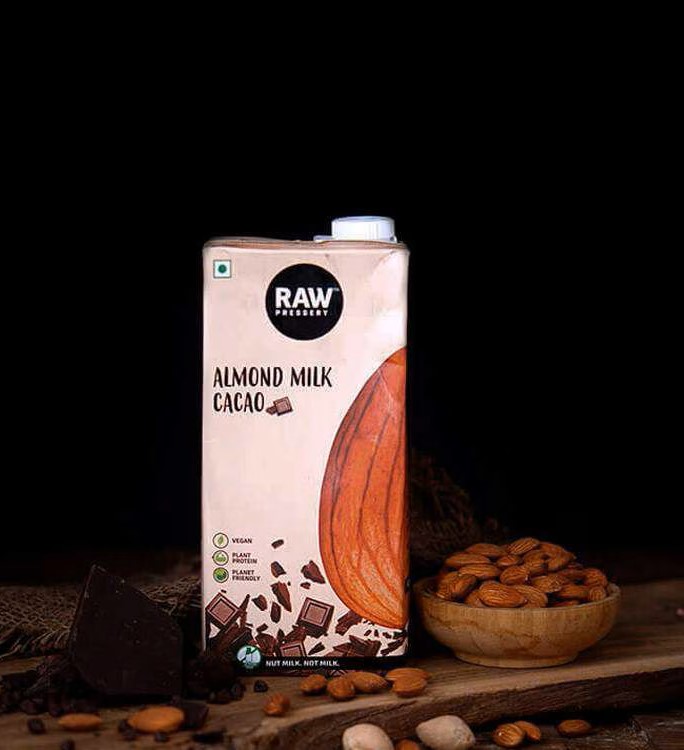 RAW
PRESSERY
ALMOND MILK
CACAO
VEGAN
PLANT
PROTEIN
PLANET
FRIENDLY
NUT MILK. NOT MILK.